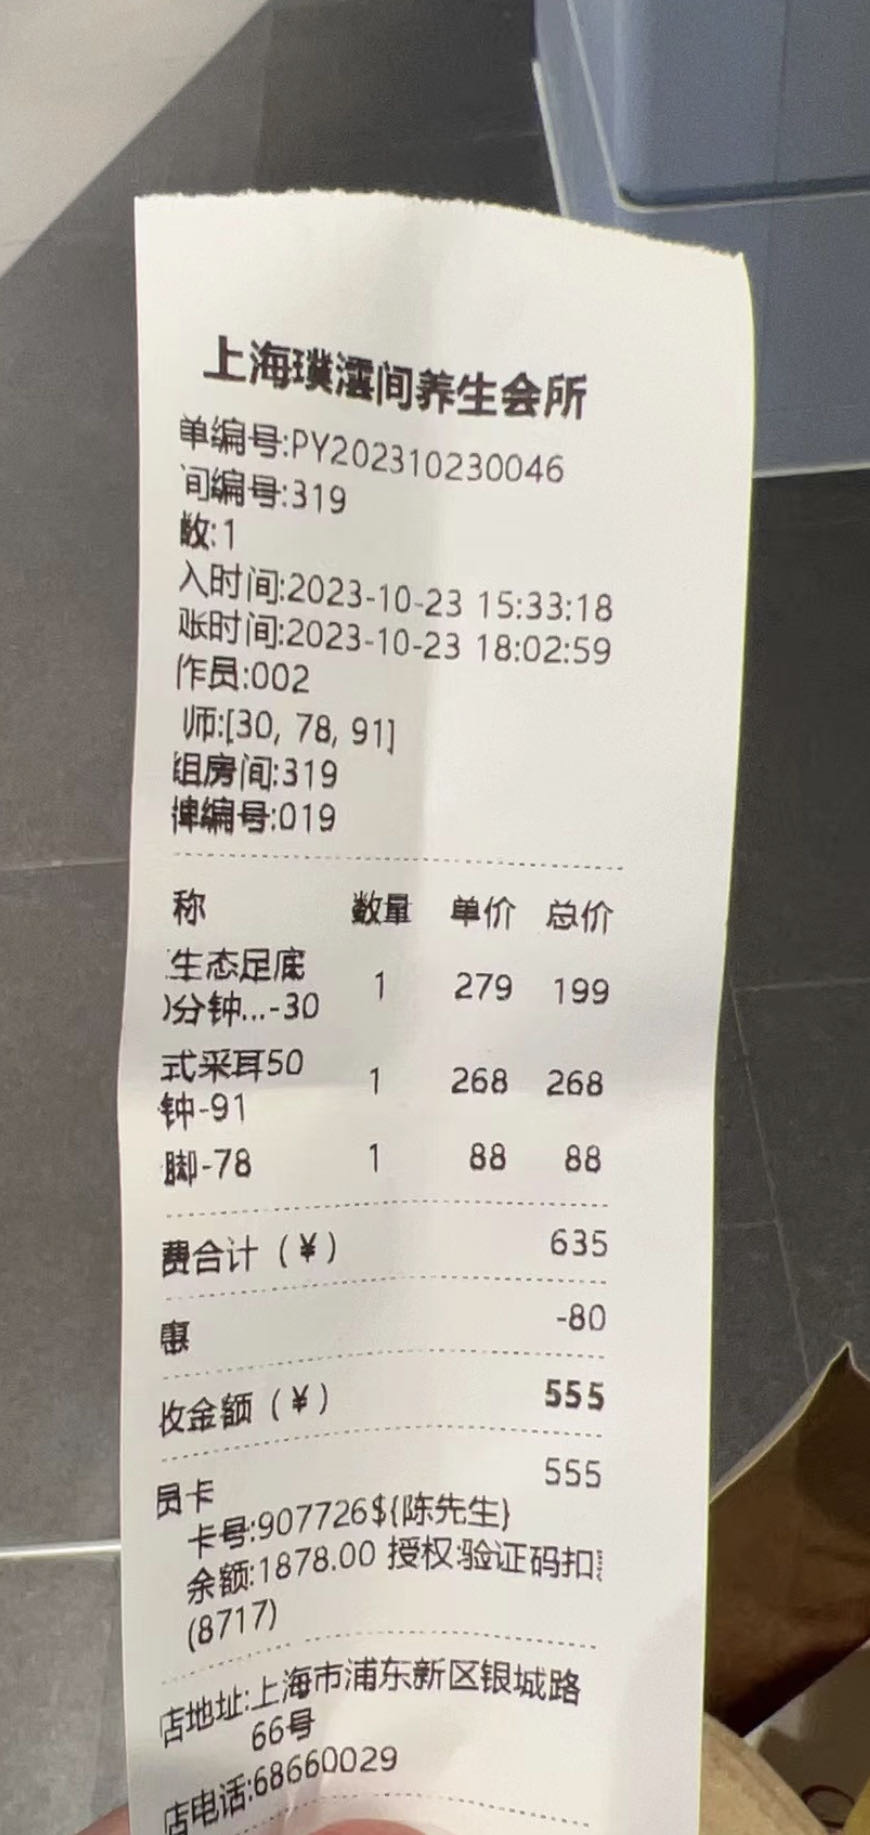 上海璞澐间养生会所
单编号:PY202310230046
间编号:319
数:1
入时间:2023-10-23 15:33:18
账时间:2023-10-23 18:02:59
作员:002
师:[30, 78, 91]
组房间:319
牌编号:019
称 数量 单价 总价
生态足底
分钟...-30 1 279 199
式采耳50
钟-91 1 268 268
脚-78 1 88 88
费合计（¥） 635
惠 -80
收金额（¥） 555
员卡 555
卡号:907726${陈先生}
余额:1878.00 授权:验证码扣
(8717)
店地址:上海市浦东新区银城路
66号
店电话:68660029